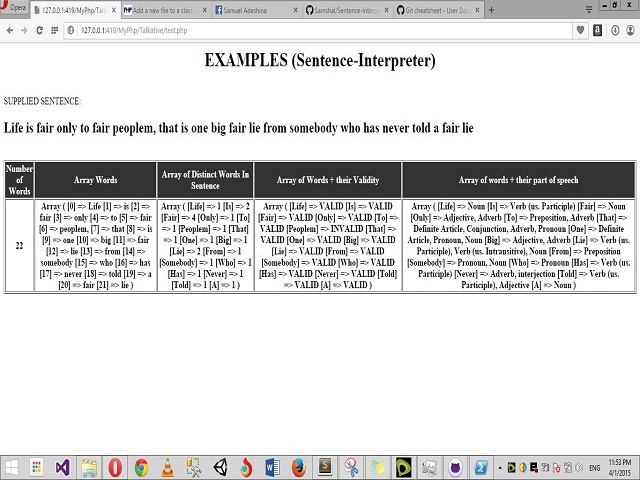 Opera
127.0.0.1:419/MyPhp/Talk
Add a new file to a class
Samuel Adeshina
Samshal/Sentence-Interpre
Git cheatsheet - User Doc
127.0.0.1:419/MyPhp/Talkative/test.php
EXAMPLES (Sentence-Interpreter)
SUPPLIED SENTENCE:
Life is fair only to fair peoplem, that is one big fair lie from somebody who has never told a fair lie
Number
of
Words
Array Words
Array of Distinct Words In
Sentence
Array of Words + their Validity
Array of words + their part of speech
22
Array ( [0] => Life [1] => is [2] =>
fair [3] => only [4] => to [5] => fair
[6] => peoplem, [7] => that [8] => is
[9] => one [10] => big [11] => fair
[12] => lie [13] => from [14] =>
somebody [15] => who [16] => has
[17] => never [18] => told [19] => a
[20] => fair [21] => lie )
Array ( [Life] => 1 [Is] => 2
[Fair] => 4 [Only] => 1 [To]
=> 1 [Peoplem] => 1 [That]
=> 1 [One] => 1 [Big] => 1
[Lie] => 2 [From] => 1
[Somebody] => 1 [Who] => 1
[Has] => 1 [Never] => 1
[Told] => 1 [A] => 1 )
Array ( [Life] => VALID [Is] => VALID
[Fair] => VALID [Only] => VALID [To] =>
VALID [Peoplem] => INVALID [That] =>
VALID [One] => VALID [Big] => VALID
[Lie] => VALID [From] => VALID
[Somebody] => VALID [Who] => VALID
[Has] => VALID [Never] => VALID [Told]
=> VALID [A] => VALID )
Array ( [Life] => Noun [Is] => Verb (us. Participle) [Fair] => Noun
[Only] => Adjective, Adverb [To] => Preposition, Adverb [That] =>
Definite Article, Conjunction, Adverb, Pronoun [One] => Definite
Article, Pronoun, Noun [Big] => Adjective, Adverb [Lie] => Verb (us.
Participle), Verb (us. Intransitive), Noun [From] => Preposition
[Somebody] => Pronoun, Noun [Who] => Pronoun [Has] => Verb (us.
Participle) [Never] => Adverb, interjection [Told] => Verb (us.
Participle), Adjective [A] => Noun )
ENG
11:53 PM
4/1/2015